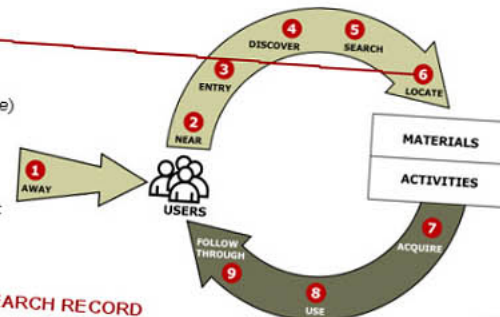 4
DISCOVER
5
SEARCH
3
ENTRY
6
LOCATE
2
NEAR
e)
1
AWAY
USERS
MATERIALS
ACTIVITIES
7
ACQUIRE
FOLLOW
THROUGH
9
8
USE
EARCH RECORD